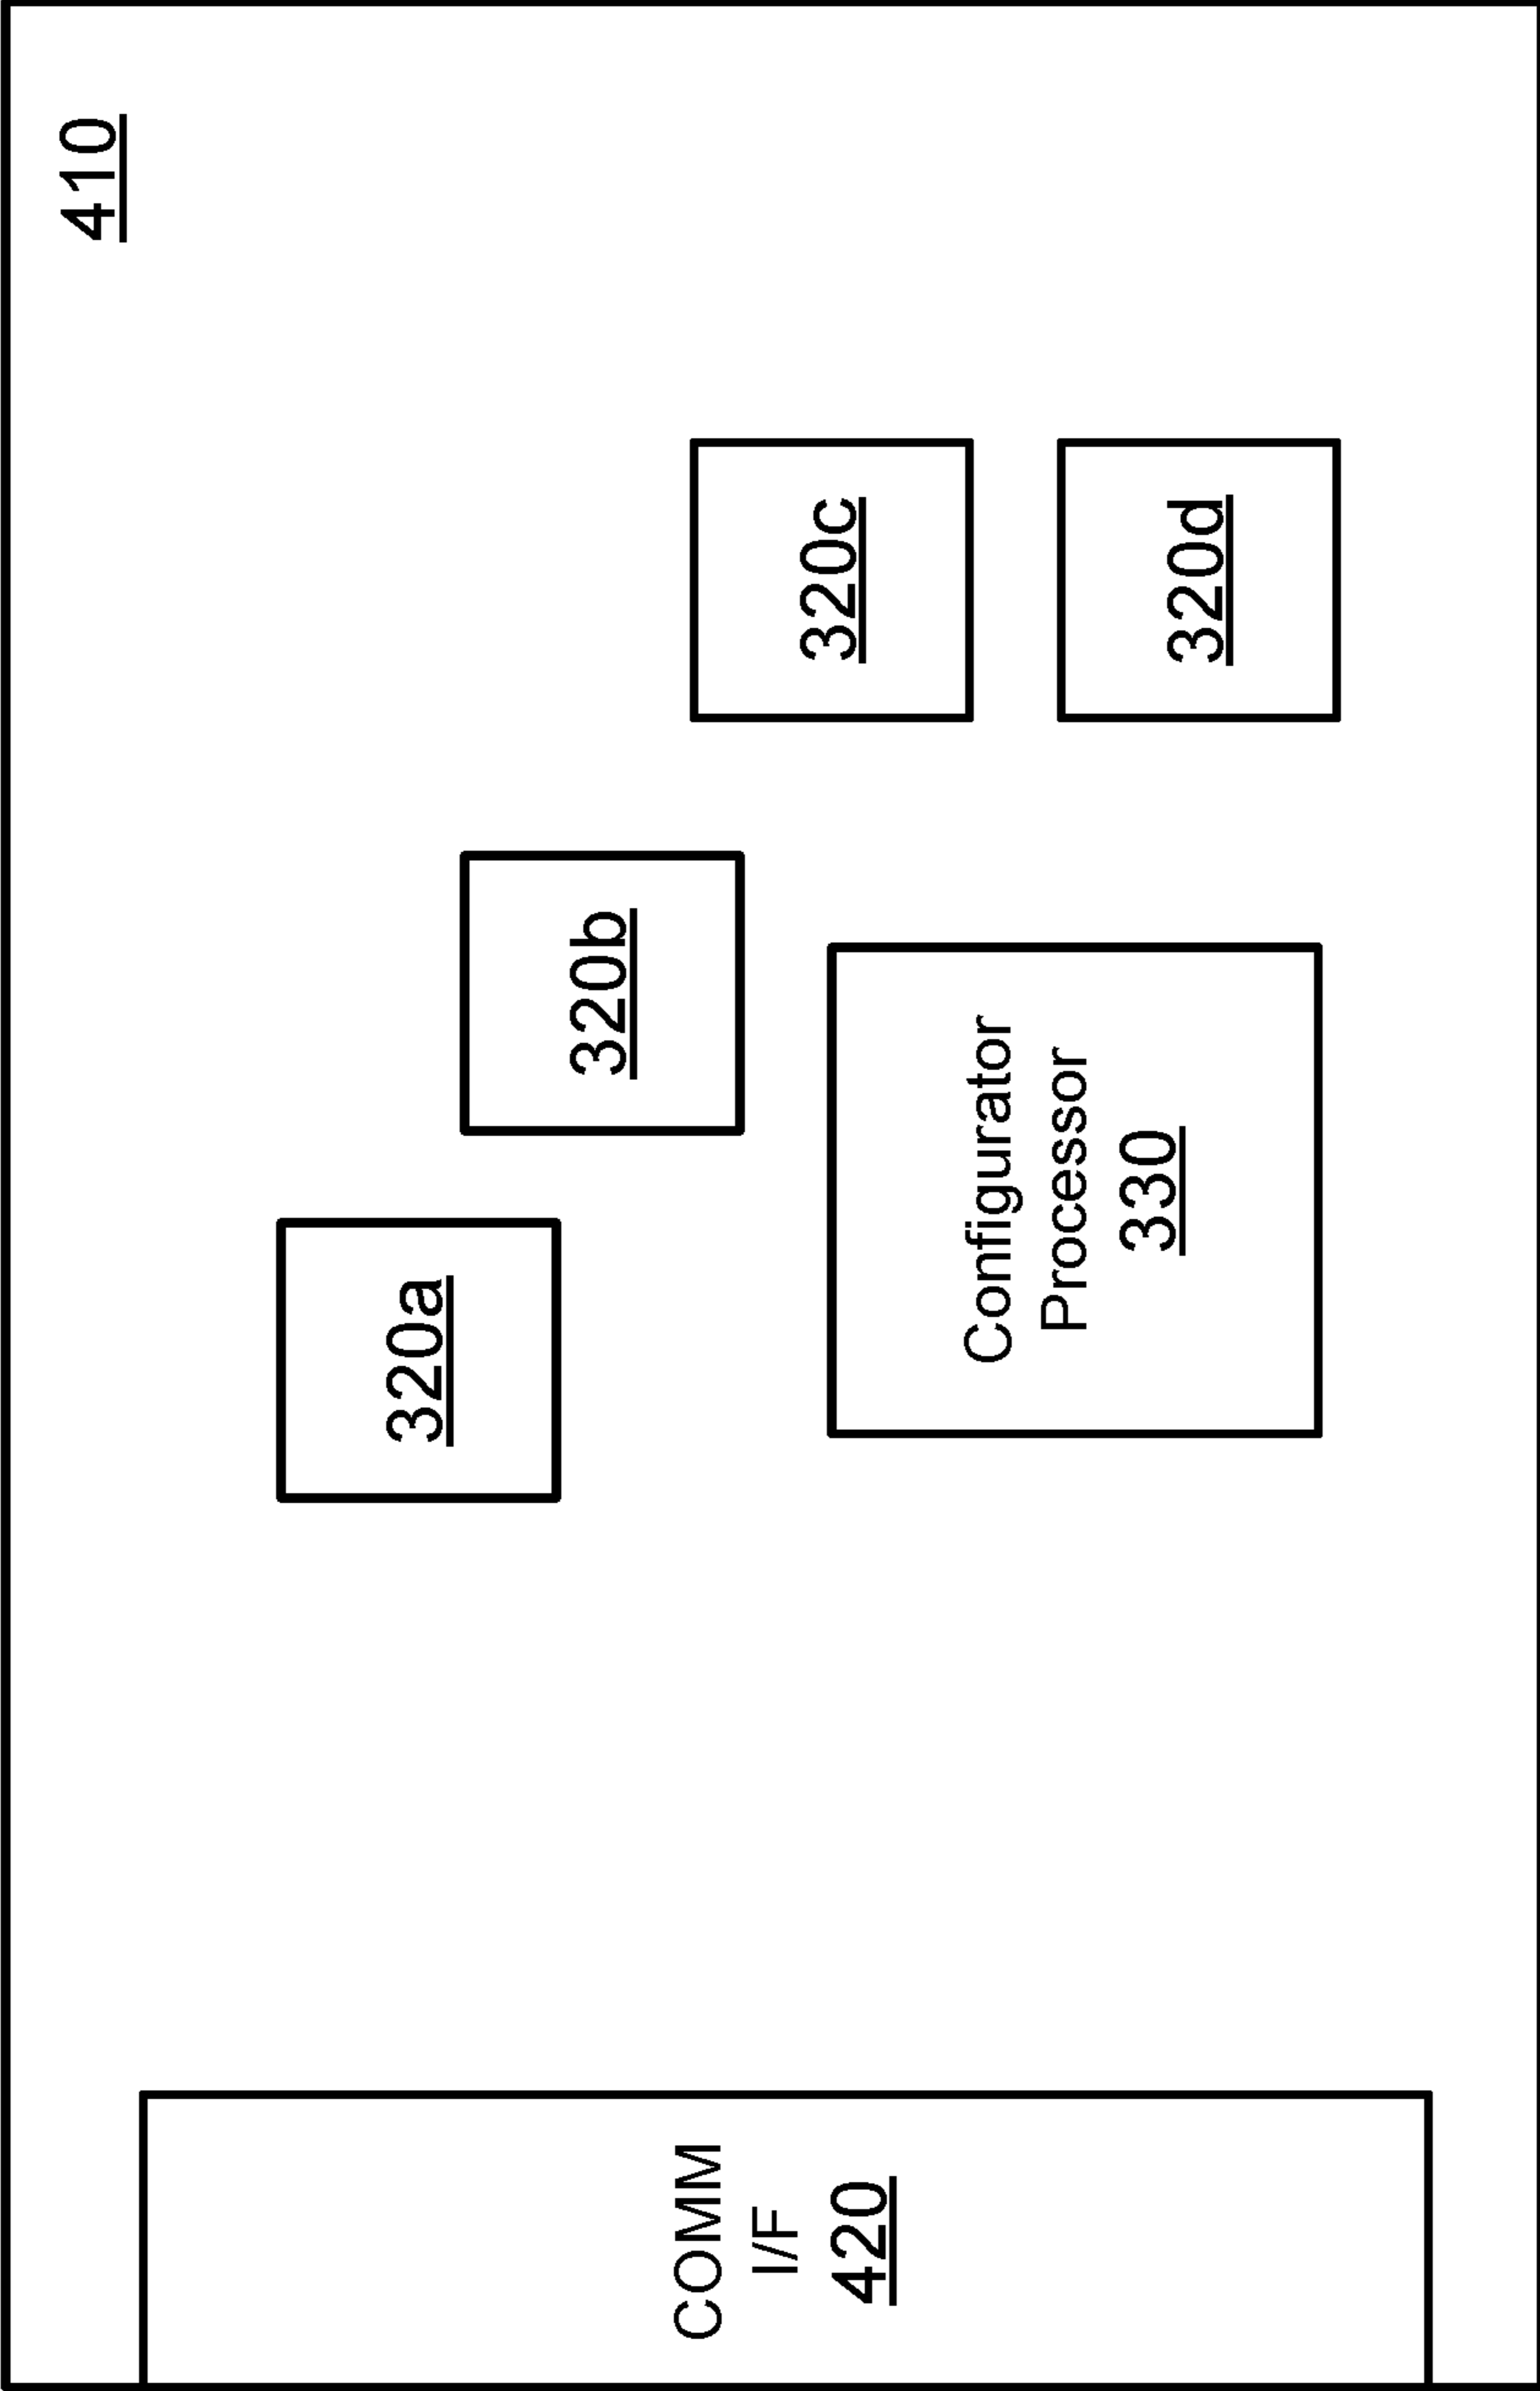 410
320a
320b
320c
320d
Configurator
Processor
330
COMM
I/F
420